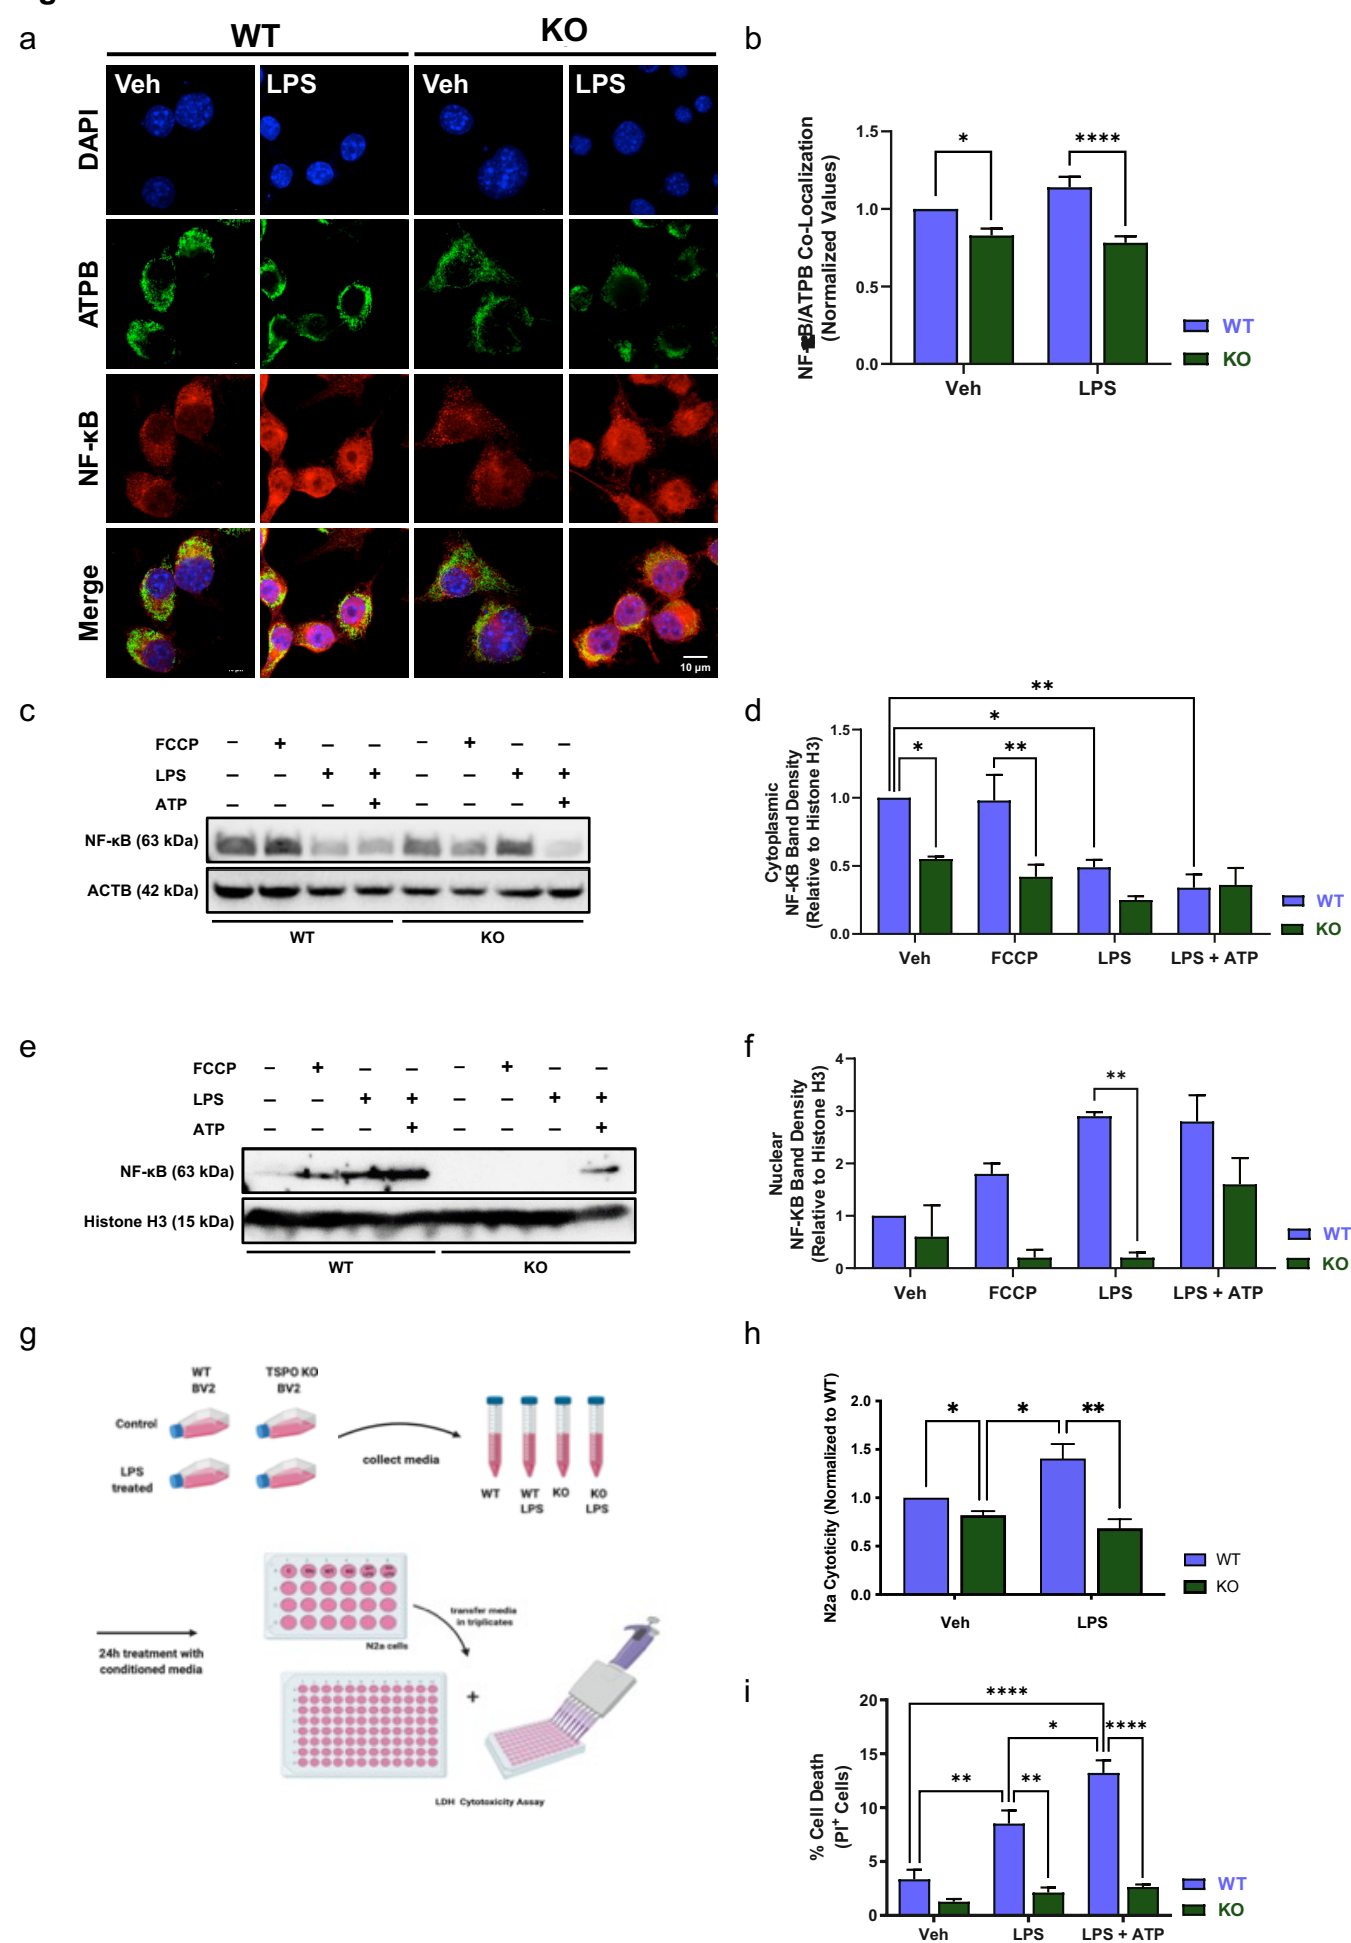 a
WT
KO
Veh
LPS
Veh
LPS
DAPI
ATPB
NF-κB
Merge
10 µm
b
NF-κB/ATPB Co-Localization
(Normalized Values)
1.5
1.0
0.5
0.0
*
****
Veh
LPS
WT
KO
c
FCCP – + – – – + – –
LPS – – + + – – + +
ATP – – – + – – – +
NF-κB (63 kDa)
ACTB (42 kDa)
WT
KO
d
Cytoplasmic
NF-KB Band Density
(Relative to Histone H3)
1.5
1.0
0.5
0.0
**
*
*
**
Veh
FCCP
LPS
LPS + ATP
WT
KO
e
FCCP – + – – – + – –
LPS – – + + – – + +
ATP – – – + – – – +
NF-κB (63 kDa)
Histone H3 (15 kDa)
WT
KO
f
Nuclear
NF-KB Band Density
(Relative to Histone H3)
4
3
2
1
0
**
Veh
FCCP
LPS
LPS + ATP
WT
KO
g
WT
BV2
TSPO KO
BV2
Control
LPS
treated
collect media
WT
WT
LPS
KO
KO
LPS
24h treatment with
conditioned media
N2a cells
transfer media
in triplicates
+
LDH Cytotoxicity Assay
h
N2a Cytoticity (Normalized to WT)
2.0
1.5
1.0
0.5
0.0
*
*
**
Veh
LPS
WT
KO
i
% Cell Death
(PI+ Cells)
20
15
10
5
0
****
*
****
**
**
Veh
LPS
LPS + ATP
WT
KO